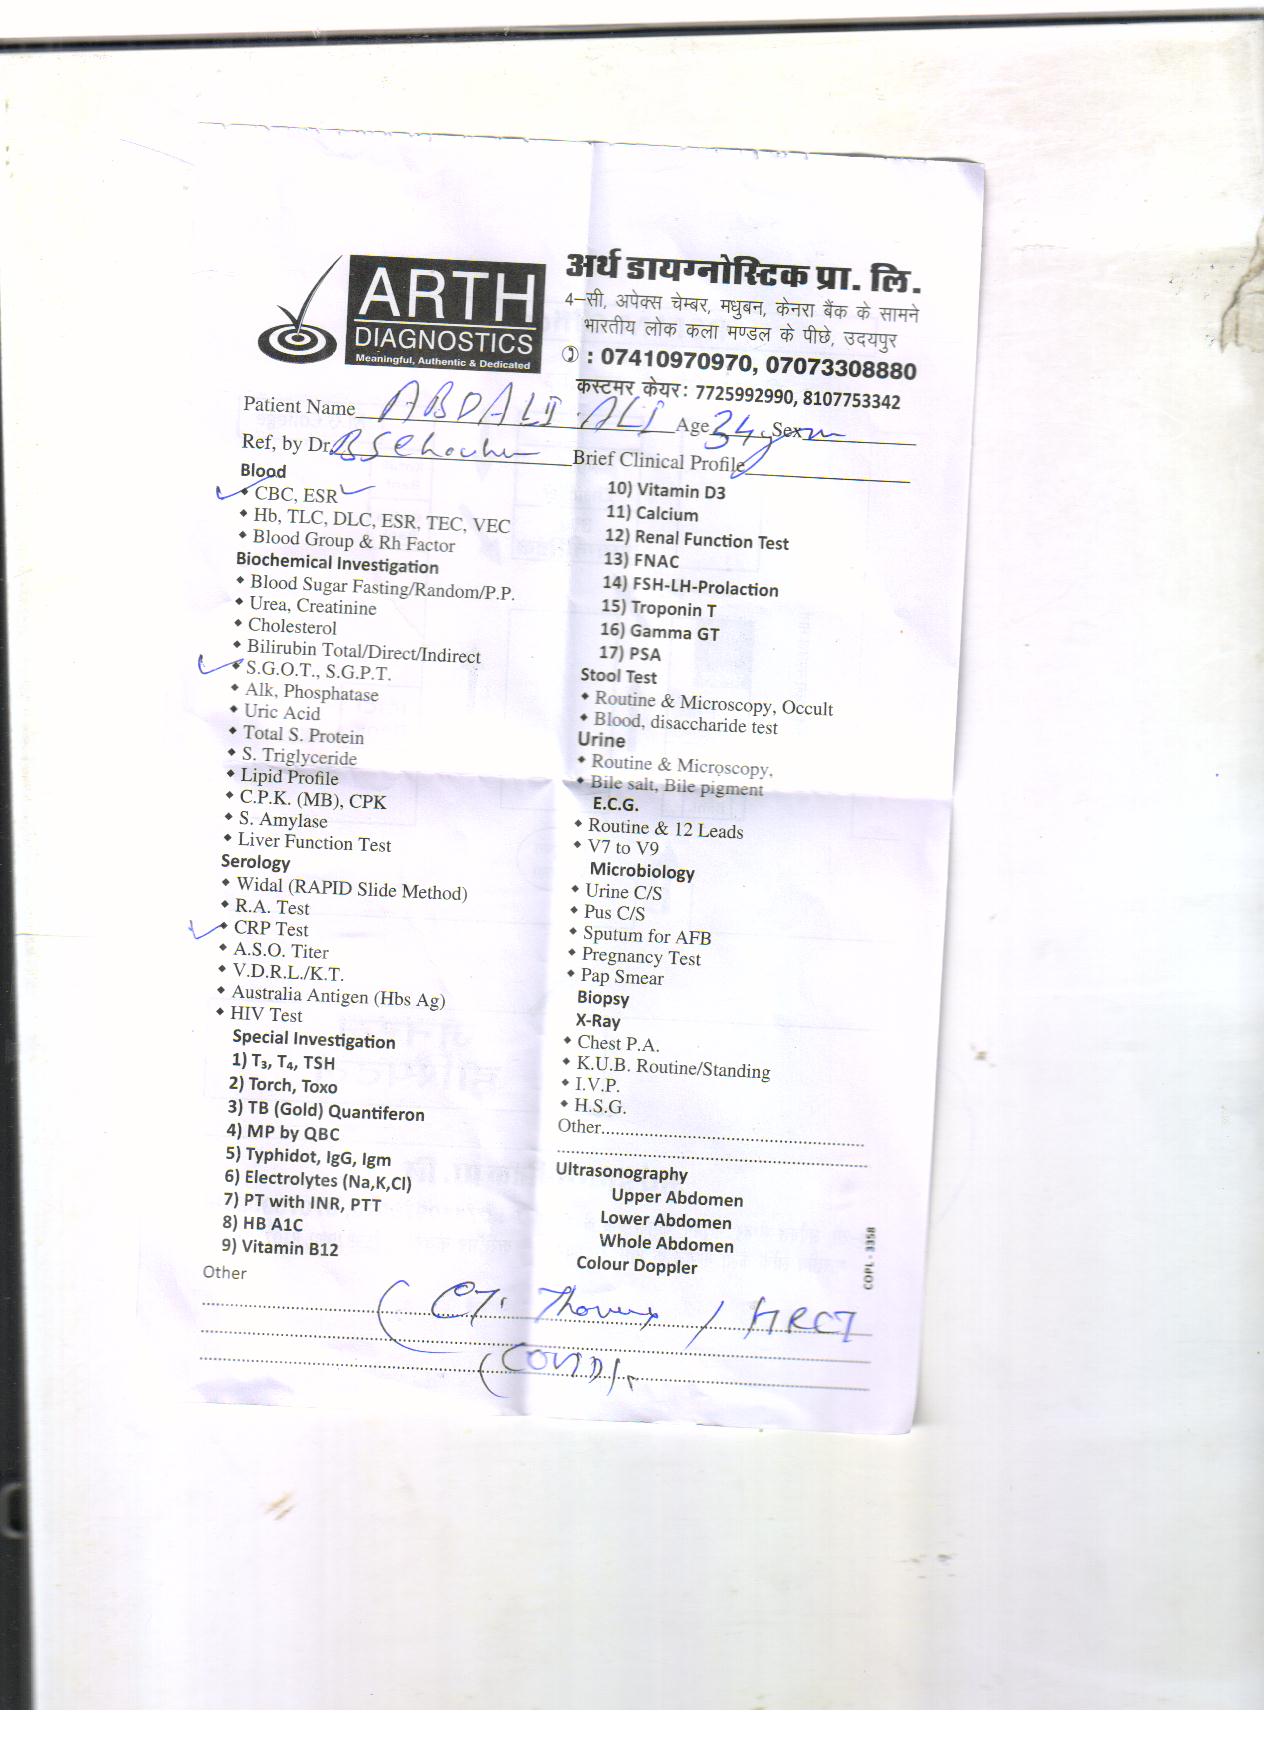 ARTH
DIAGNOSTICS
Meaningful, Authentic & Dedicated
अर्थ डायग्नोस्टिक प्रा. लि.
4-सी, अपेक्स चेम्बर, मधुबन, केनरा बैंक के सामने
भारतीय लोक कला मण्डल के पीछे, उदयपुर
: 07410970970, 07073308880
कस्टमर केयर: 7725992990, 8107753342
Patient Name ABDALI ALI Age 34 y Sex m
Ref, by Dr. Brief Clinical Profile
Blood
CBC, ESR
Hb, TLC, DLC, ESR, TEC, VEC
Blood Group & Rh Factor
Biochemical Investigation
Blood Sugar Fasting/Random/P.P.
Urea, Creatinine
Cholesterol
Bilirubin Total/Direct/Indirect
S.G.O.T., S.G.P.T.
Alk, Phosphatase
Uric Acid
Total S. Protein
S. Triglyceride
Lipid Profile
C.P.K. (MB), CPK
S. Amylase
Liver Function Test
Serology
Widal (RAPID Slide Method)
R.A. Test
CRP Test
A.S.O. Titer
V.D.R.L./K.T.
Australia Antigen (Hbs Ag)
HIV Test
Special Investigation
1) T₃, T₄, TSH
2) Torch, Toxo
3) TB (Gold) Quantiferon
4) MP by QBC
5) Typhidot, IgG, Igm
6) Electrolytes (Na,K,Cl)
7) PT with INR, PTT
8) HB A1C
9) Vitamin B12
10) Vitamin D3
11) Calcium
12) Renal Function Test
13) FNAC
14) FSH-LH-Prolaction
15) Troponin T
16) Gamma GT
17) PSA
Stool Test
Routine & Microscopy, Occult
Blood, disaccharide test
Urine
Routine & Microscopy,
Bile salt, Bile pigment
E.C.G.
Routine & 12 Leads
V7 to V9
Microbiology
Urine C/S
Pus C/S
Sputum for AFB
Pregnancy Test
Pap Smear
Biopsy
X-Ray
Chest P.A.
K.U.B. Routine/Standing
I.V.P.
H.S.G.
Other
Ultrasonography
Upper Abdomen
Lower Abdomen
Whole Abdomen
Colour Doppler
COPL - 3358
Other
CT. Thorax / HRCT
(COVID)